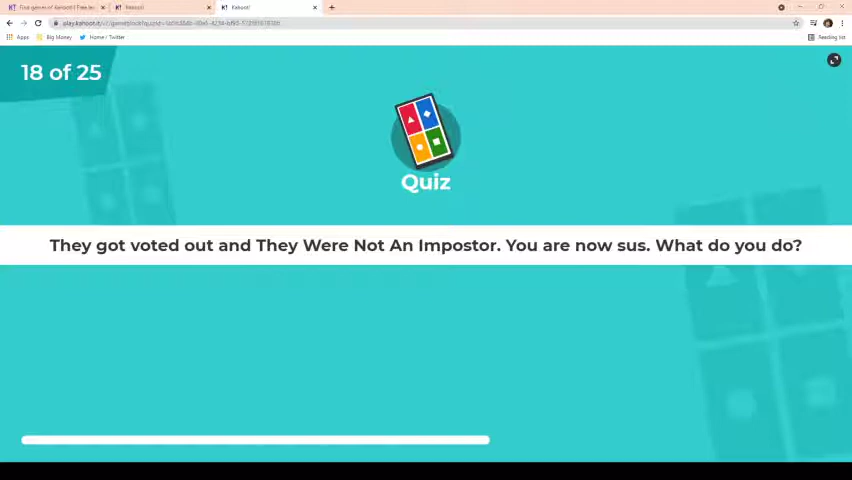 Kahoot!
Kahoot!
Apps
Big Money
Home / Twitter
Reading list
18 of 25
Quiz
They got voted out and They Were Not An Impostor. You are now sus. What do you do?